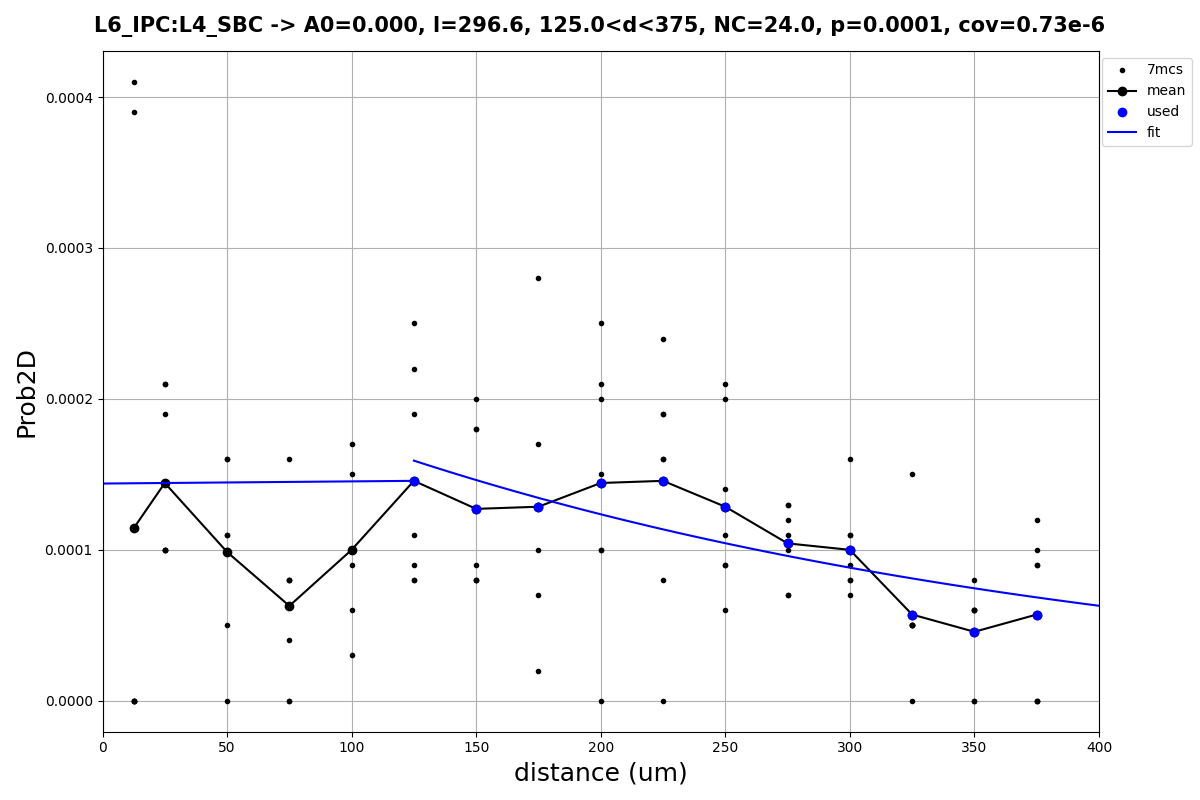 L6_IPC:L4_SBC -> A0=0.000, l=296.6, 125.0<d<375, NC=24.0, p=0.0001, cov=0.73e-6
7mcs
mean
used
fit
0.0004
0.0003
0.0002
0.0001
0.0000
Prob2D
0 50 100 150 200 250 300 350 400
distance (um)